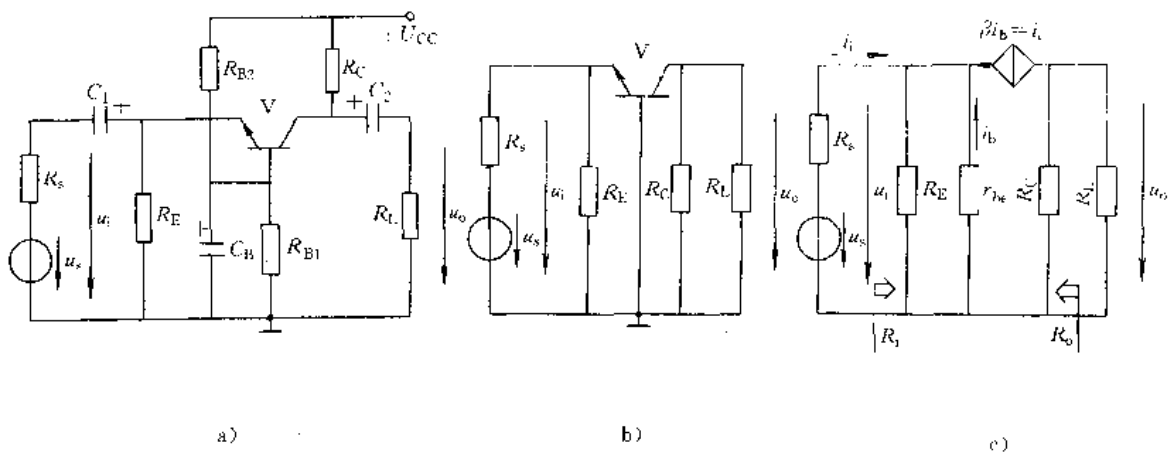 U_CC
R_B2
R_C
C_1 +
V
+ C_2
R_s
u_i
R_E
C_B
R_B1
R_L
u_o
u_s
a)
V
R_s
u_i
R_E
R_C
R_L
u_o
u_s
b)
i_i
βi_b = i_c
R_s
u_i
R_E
i_b
r_be
R_C
R_L
u_o
u_s
R_i
R_o
c)